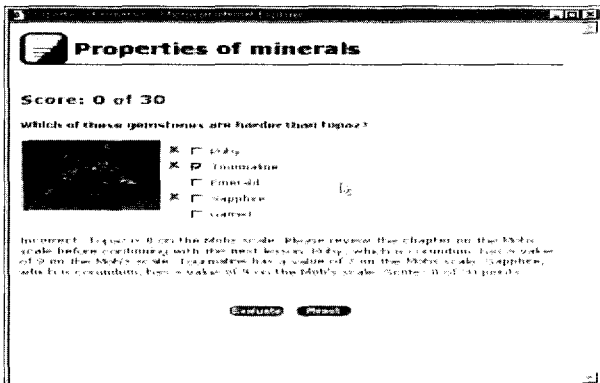 Properties of minerals
Score: 0 of 30
Which of these gemstones are harder than topaz?
Ruby
Tourmaline
Emerald
Sapphire
Garnet
Incorrect. Topaz is 8 on the Mohs scale. Please review the chapter on the Mohs
scale before continuing with the next lesson. Ruby, which is corundum, has a value
of 9 on the Moh's scale. Tourmaline has a value of 7 on the Mohs scale. Sapphire,
which is corundum, has a value of 9 on the Moh's scale. Score: 0 of 30 points
Evaluate Reset